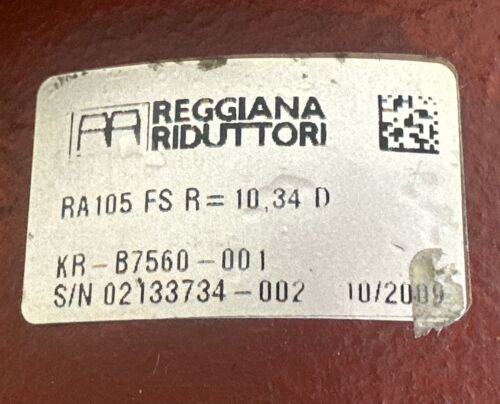 REGGIANA
RIDUTTORI
RA105 FS R= 10,34 D
KR-B7560-001
S/N 02133734-002 10/2009